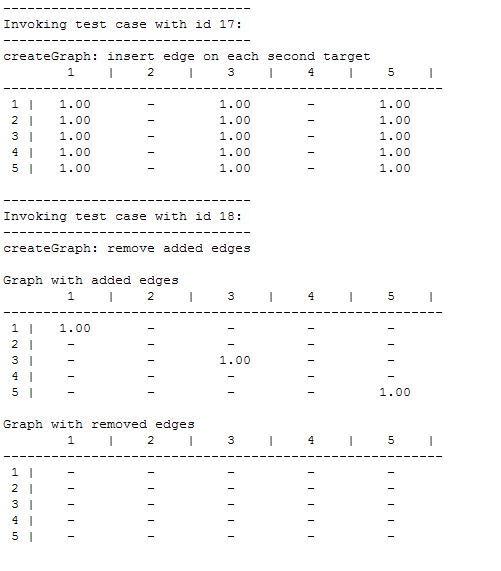 -------------------------------
Invoking test case with id 17:
-------------------------------
createGraph: insert edge on each second target
        1    |    2    |    3    |    4    |    5    |
-------------------------------------------------------
 1 |   1.00       -        1.00       -        1.00
 2 |   1.00       -        1.00       -        1.00
 3 |   1.00       -        1.00       -        1.00
 4 |   1.00       -        1.00       -        1.00
 5 |   1.00       -        1.00       -        1.00
-------------------------------
Invoking test case with id 18:
-------------------------------
createGraph: remove added edges
Graph with added edges
        1    |    2    |    3    |    4    |    5    |
-------------------------------------------------------
 1 |   1.00       -         -         -         -
 2 |    -         -         -         -         -
 3 |    -         -        1.00       -         -
 4 |    -         -         -         -         -
 5 |    -         -         -         -        1.00
Graph with removed edges
        1    |    2    |    3    |    4    |    5    |
-------------------------------------------------------
 1 |    -         -         -         -         -
 2 |    -         -         -         -         -
 3 |    -         -         -         -         -
 4 |    -         -         -         -         -
 5 |    -         -         -         -         -